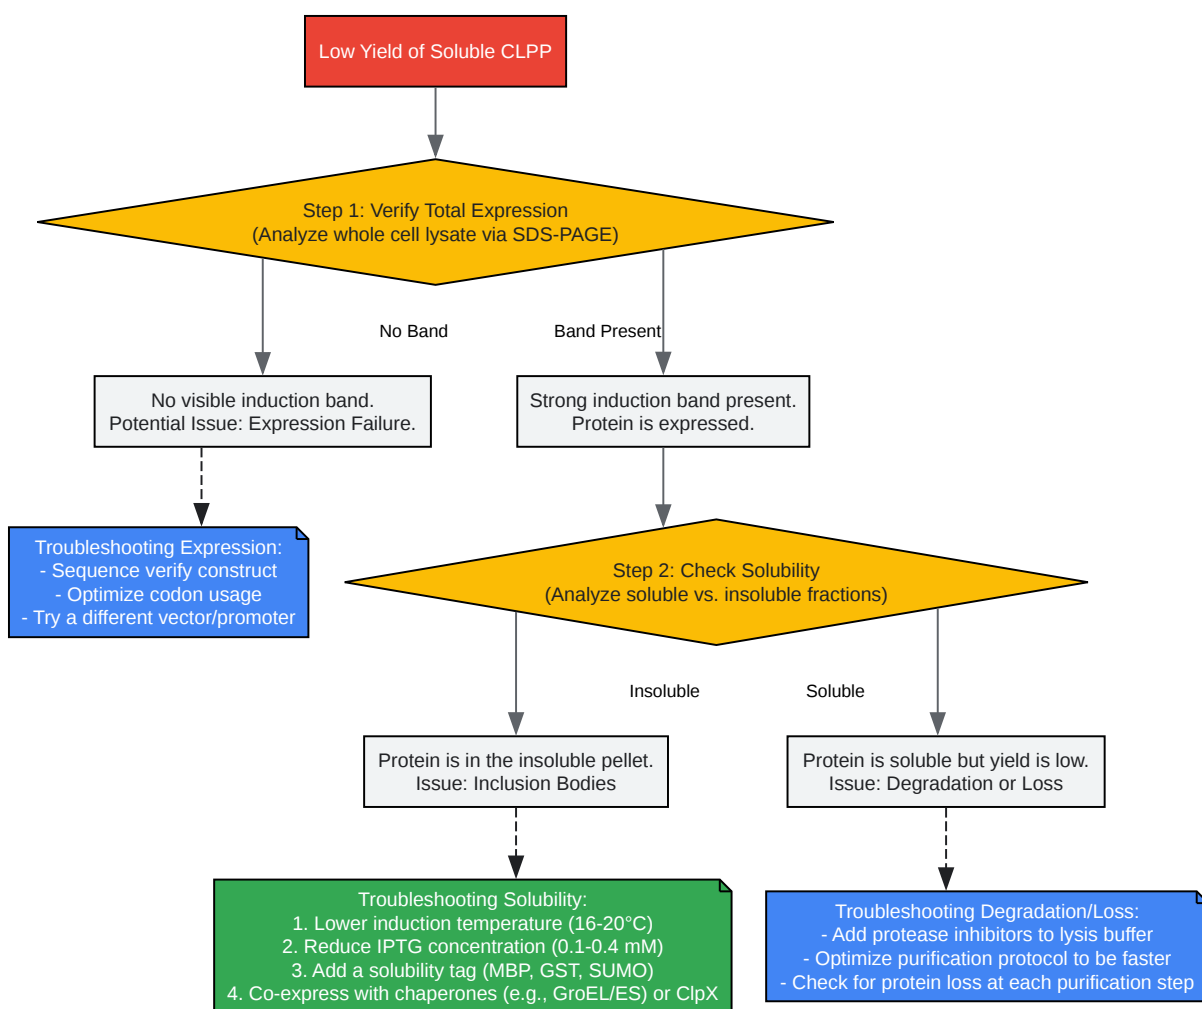 Low Yield of Soluble CLPP
Step 1: Verify Total Expression
(Analyze whole cell lysate via SDS-PAGE)
No Band
Band Present
No visible induction band.
Potential Issue: Expression Failure.
Strong induction band present.
Protein is expressed.
Troubleshooting Expression:
- Sequence verify construct
- Optimize codon usage
- Try a different vector/promoter
Step 2: Check Solubility
(Analyze soluble vs. insoluble fractions)
Insoluble
Soluble
Protein is in the insoluble pellet.
Issue: Inclusion Bodies
Protein is soluble but yield is low.
Issue: Degradation or Loss
Troubleshooting Solubility:
1. Lower induction temperature (16-20°C)
2. Reduce IPTG concentration (0.1-0.4 mM)
3. Add a solubility tag (MBP, GST, SUMO)
4. Co-express with chaperones (e.g., GroEL/ES) or ClpX
Troubleshooting Degradation/Loss:
- Add protease inhibitors to lysis buffer
- Optimize purification protocol to be faster
- Check for protein loss at each purification step